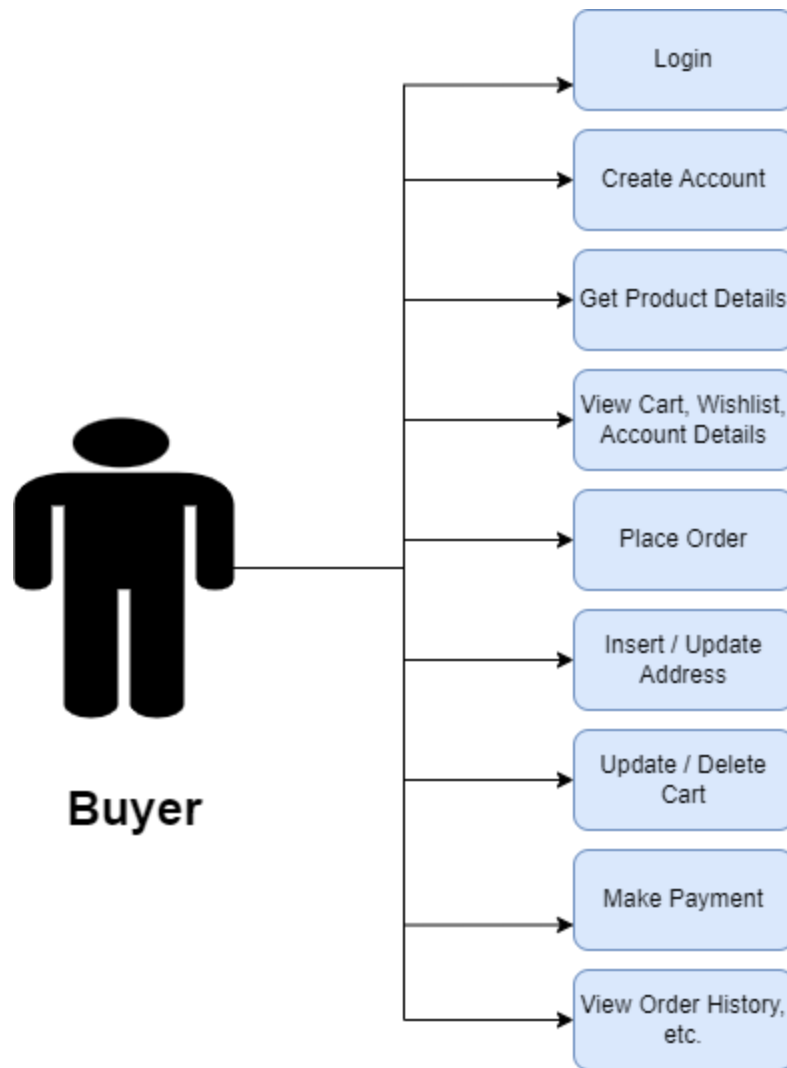 Login
Create Account
Get Product Details
View Cart, Wishlist,
Account Details
Place Order
Insert / Update
Address
Update / Delete
Cart
Make Payment
View Order History,
etc.
Buyer